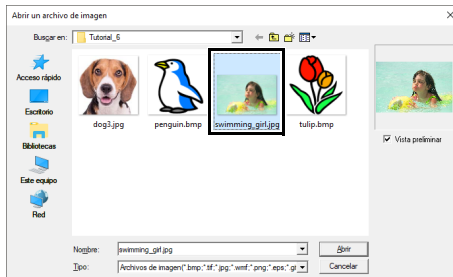 Abrir un archivo de imagen
Buscar en: Tutorial_6
Acceso rápido
Escritorio
Bibliotecas
Este equipo
Red
dog3.jpg
penguin.bmp
swimming_girl.jpg
tulip.bmp
Vista preliminar
Nombre: swimming_girl.jpg Abrir
Tipo: Archivos de imagen(*.bmp;*.tif;*.jpg;*.wmf;*.png;*.eps;*.gi Cancelar